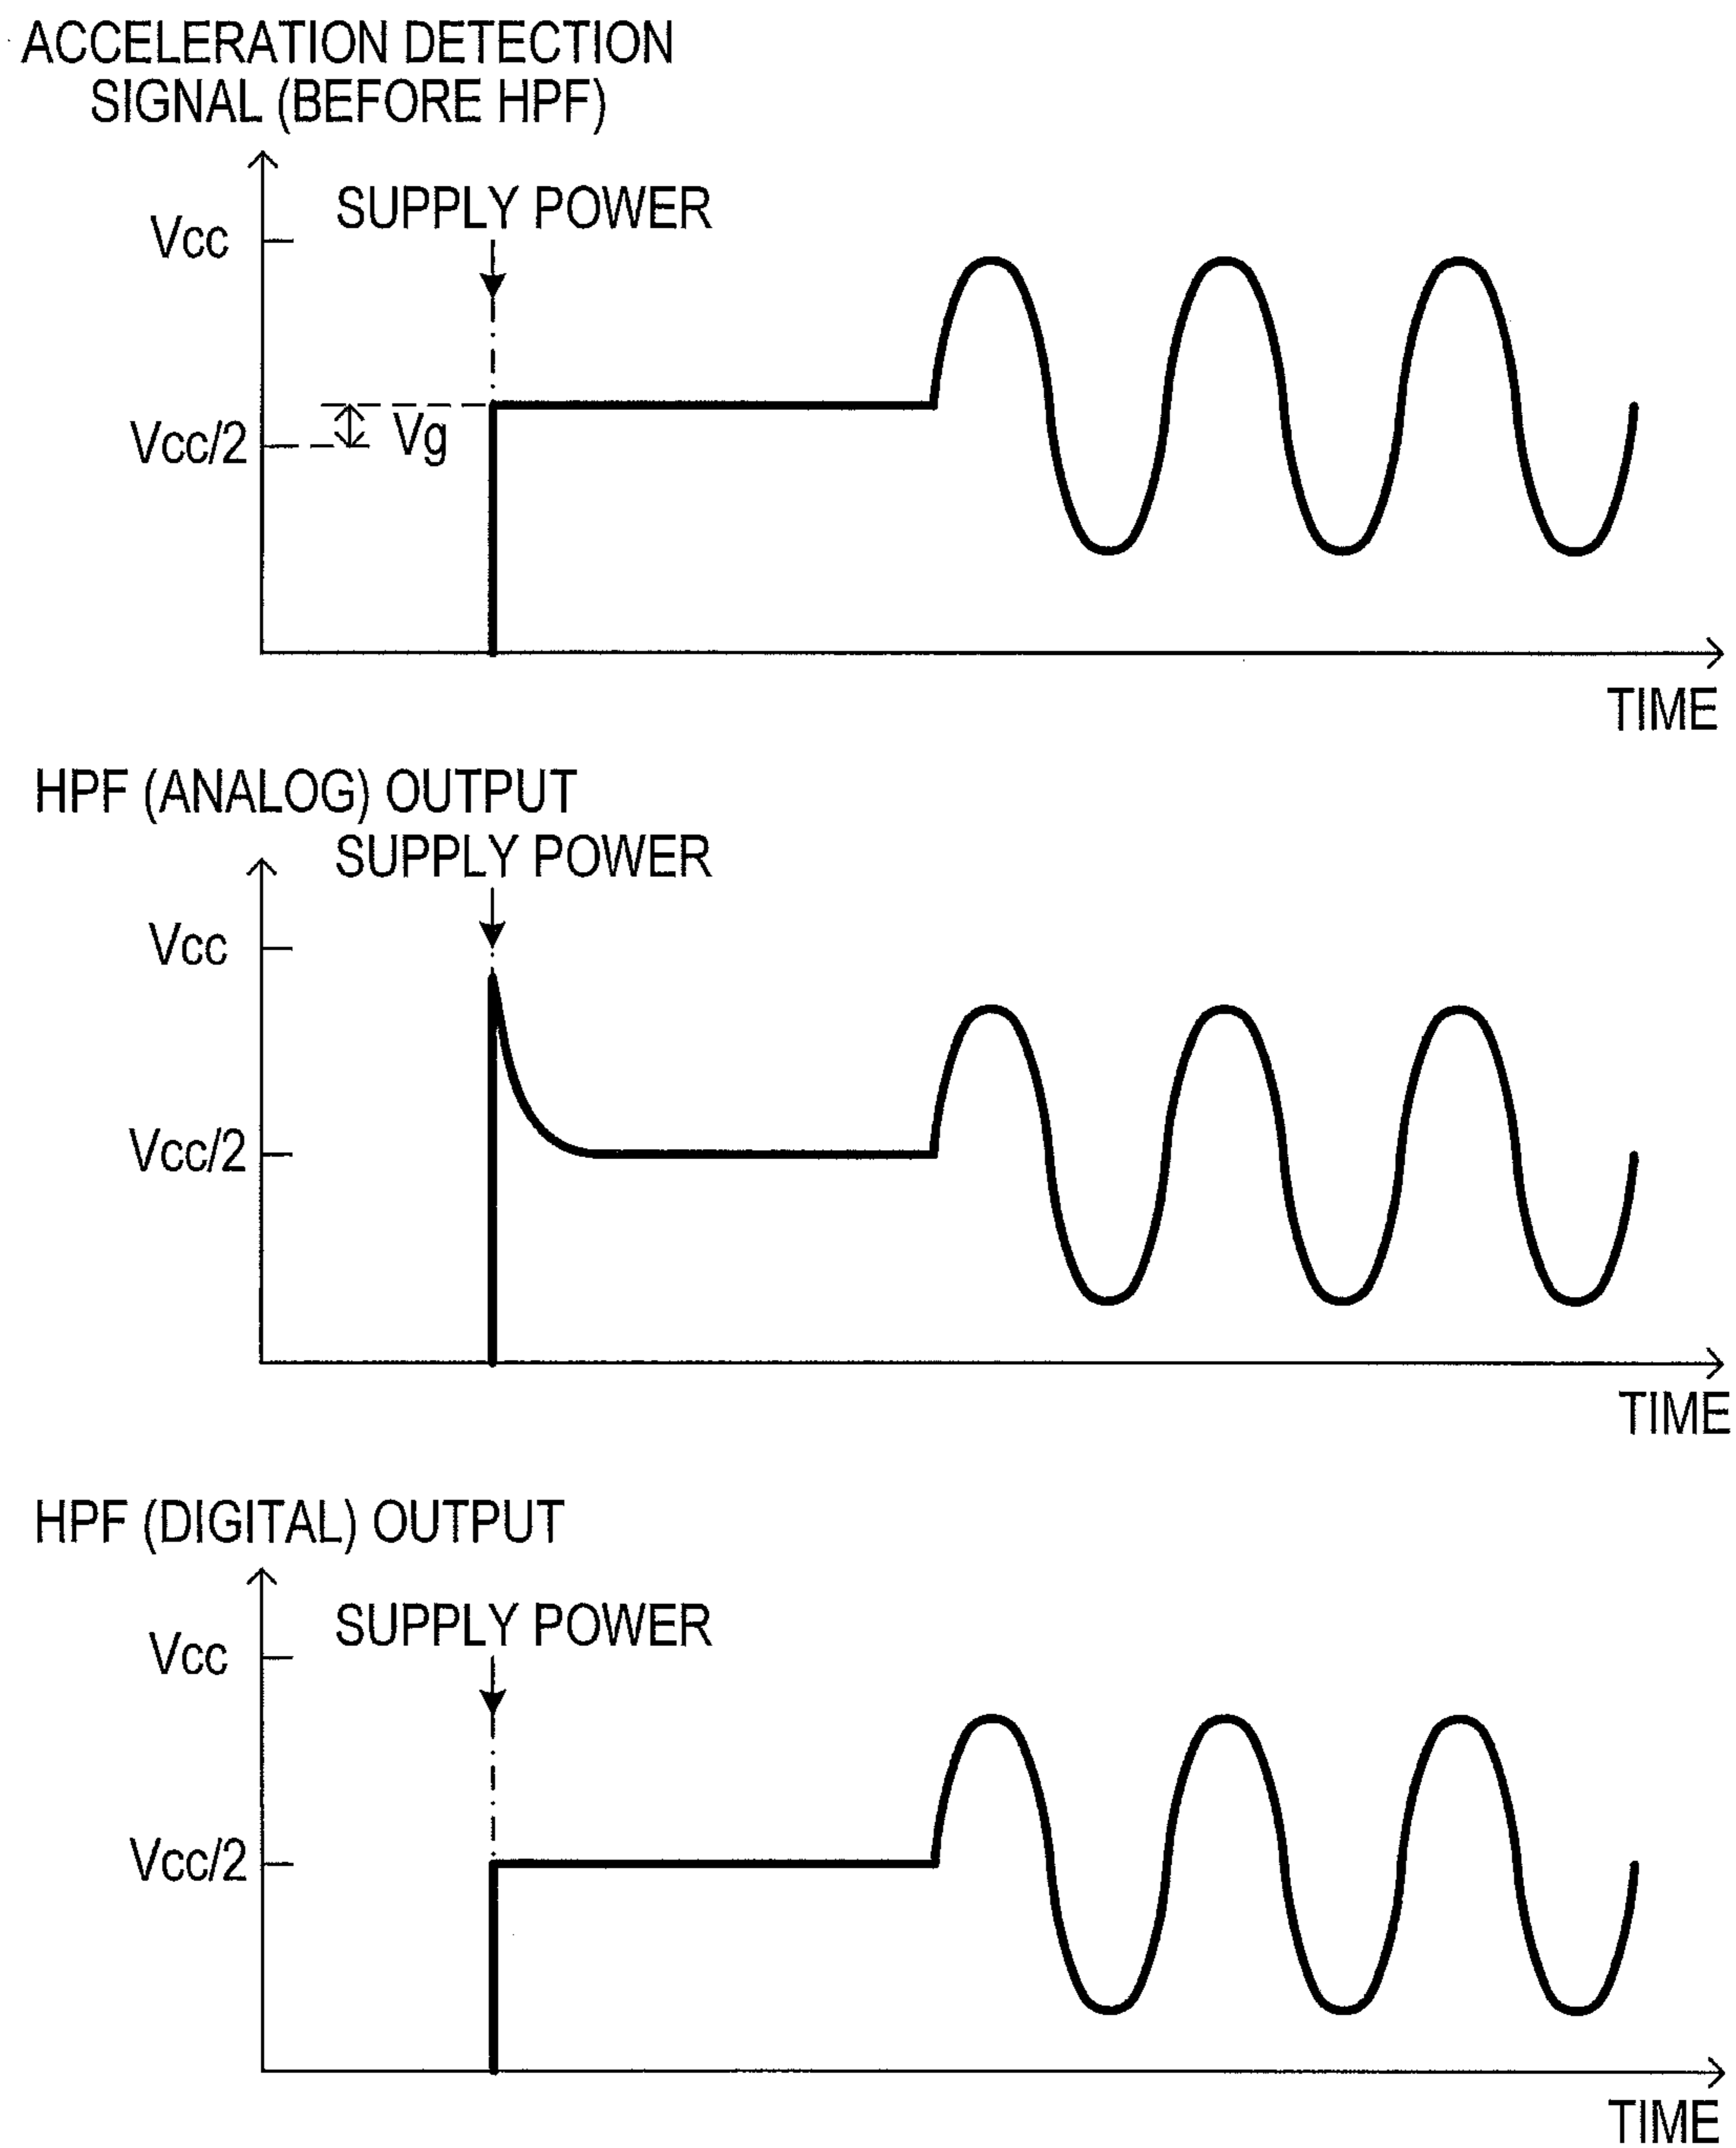 ACCELERATION DETECTION
SIGNAL (BEFORE HPF)
SUPPLY POWER
Vcc
Vg
Vcc/2
TIME
HPF (ANALOG) OUTPUT
SUPPLY POWER
Vcc
Vcc/2
TIME
HPF (DIGITAL) OUTPUT
SUPPLY POWER
Vcc
Vcc/2
TIME